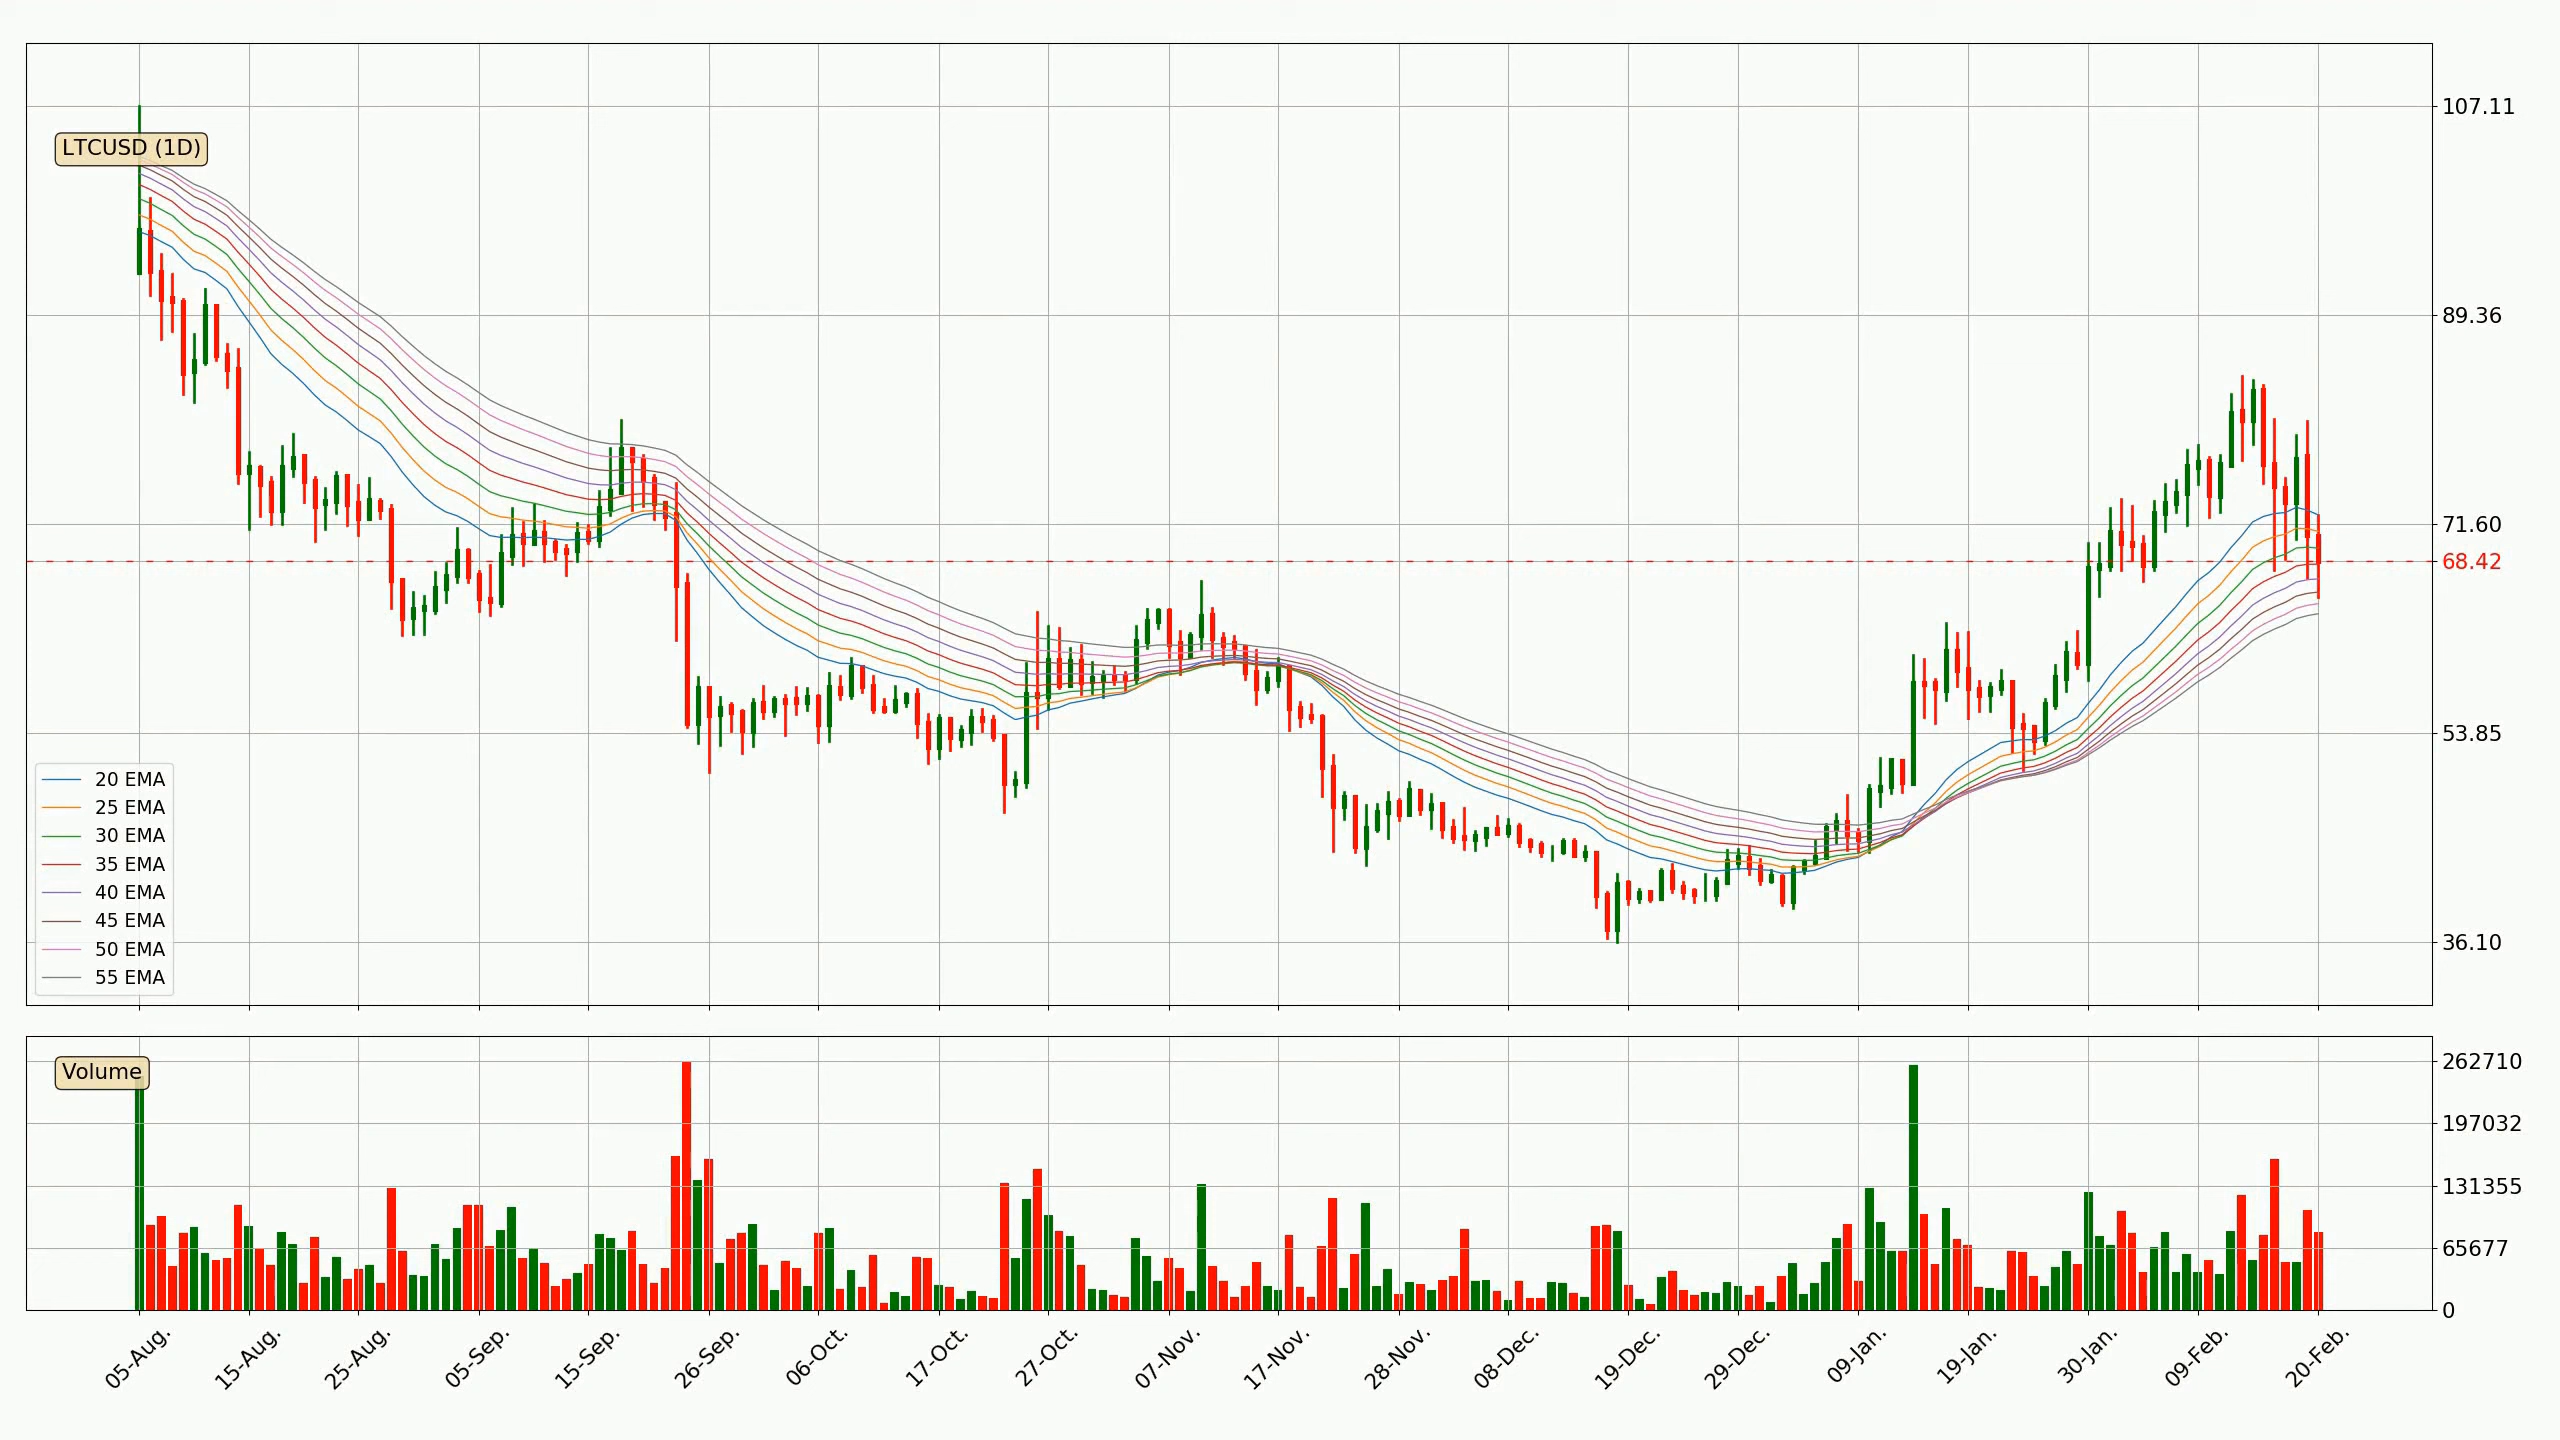 LTCUSD (1D)
107.11
89.36
71.60
68.42
53.85
36.10
20 EMA
25 EMA
30 EMA
35 EMA
40 EMA
45 EMA
50 EMA
55 EMA
Volume
262710
197032
131355
65677
0
05-Aug.
15-Aug.
25-Aug.
05-Sep.
15-Sep.
26-Sep.
06-Oct.
17-Oct.
27-Oct.
07-Nov.
17-Nov.
28-Nov.
08-Dec.
19-Dec.
29-Dec.
09-Jan.
19-Jan.
30-Jan.
09-Feb.
20-Feb.